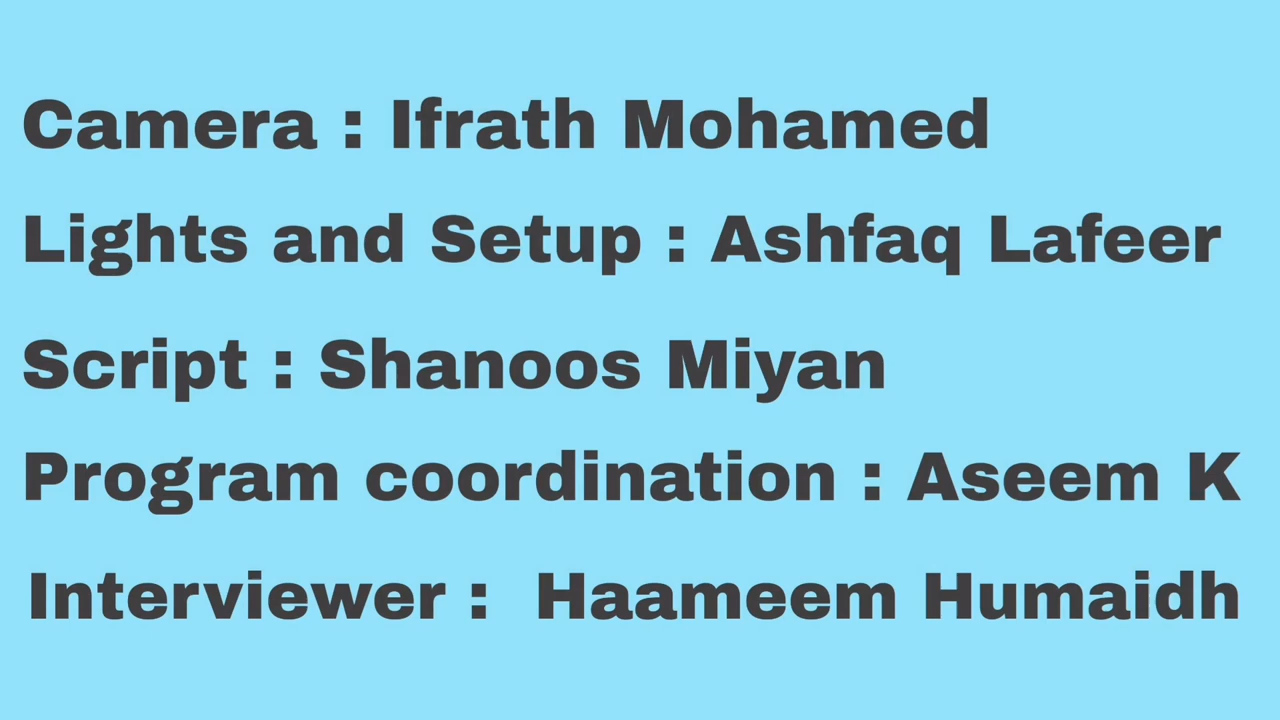 Camera : Ifrath Mohamed
Lights and Setup : Ashfaq Lafeer
Script : Shanoos Miyan
Program coordination : Aseem K
Interviewer :  Haameem Humaidh